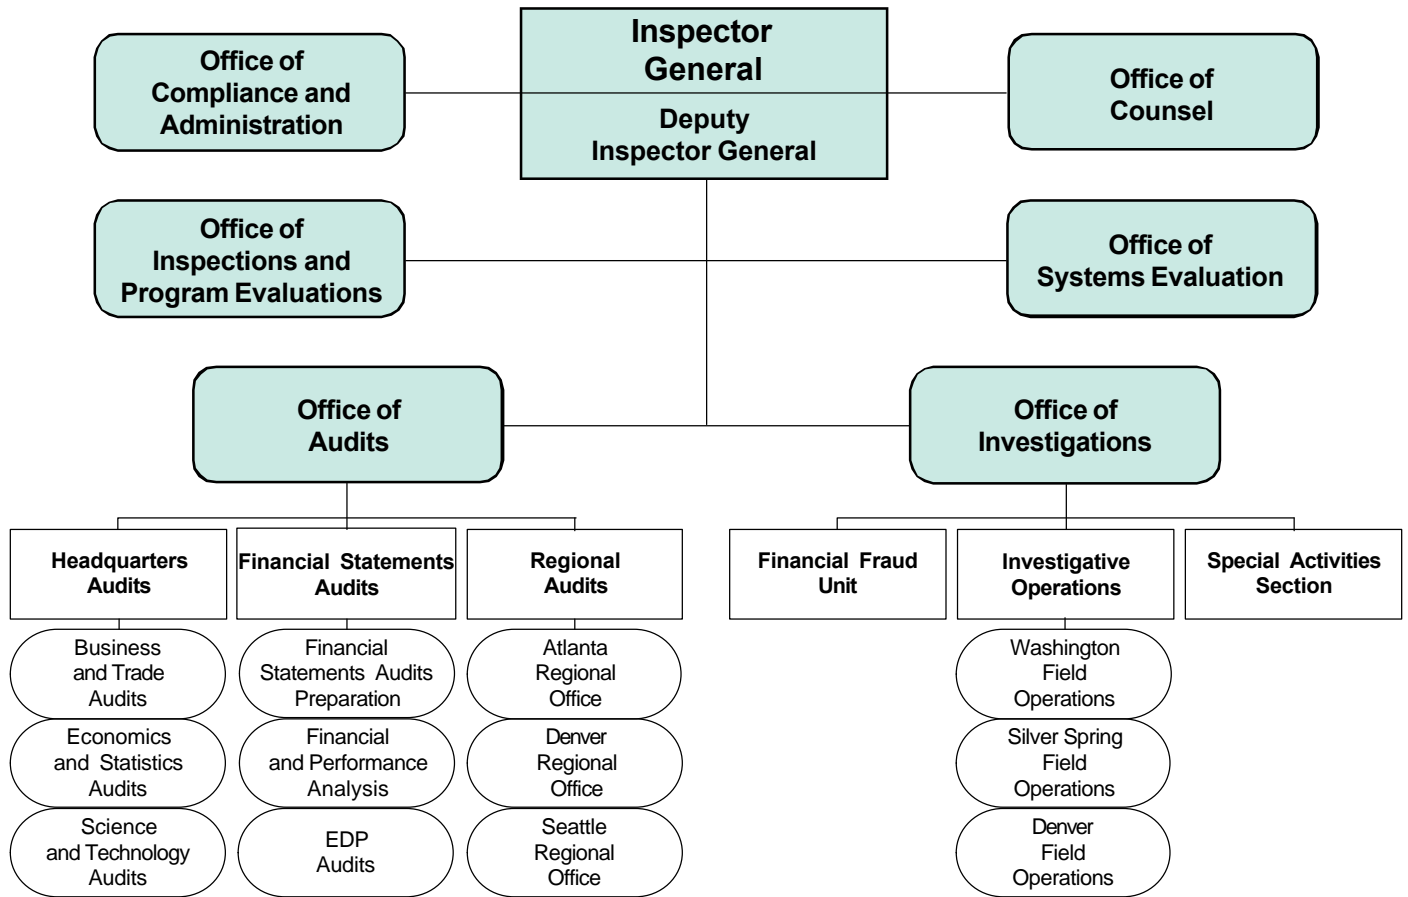 Inspector
General
Deputy
Inspector General
Office of
Compliance and
Administration
Office of
Counsel
Office of
Inspections and
Program Evaluations
Office of
Systems Evaluation
Office of
Audits
Office of
Investigations
Headquarters
Audits
Financial Statements
Audits
Regional
Audits
Financial Fraud
Unit
Investigative
Operations
Special Activities
Section
Business
and Trade
Audits
Financial
Statements Audits
Preparation
Atlanta
Regional
Office
Washington
Field
Operations
Economics
and Statistics
Audits
Financial
and Performance
Analysis
Denver
Regional
Office
Silver Spring
Field
Operations
Science
and Technology
Audits
EDP
Audits
Seattle
Regional
Office
Denver
Field
Operations